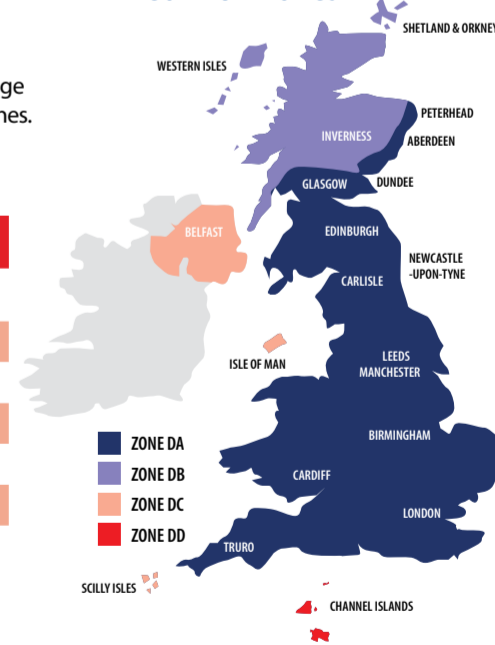 SHETLAND & ORKNEY
WESTERN ISLES
ge
nes.
PETERHEAD
INVERNESS
ABERDEEN
GLASGOW
DUNDEE
BELFAST
EDINBURGH
NEWCASTLE
-UPON-TYNE
CARLISLE
ISLE OF MAN
LEEDS
MANCHESTER
BIRMINGHAM
ZONE DA
ZONE DB
CARDIFF
ZONE DC
LONDON
ZONE DD
TRURO
SCILLY ISLES
CHANNEL ISLANDS